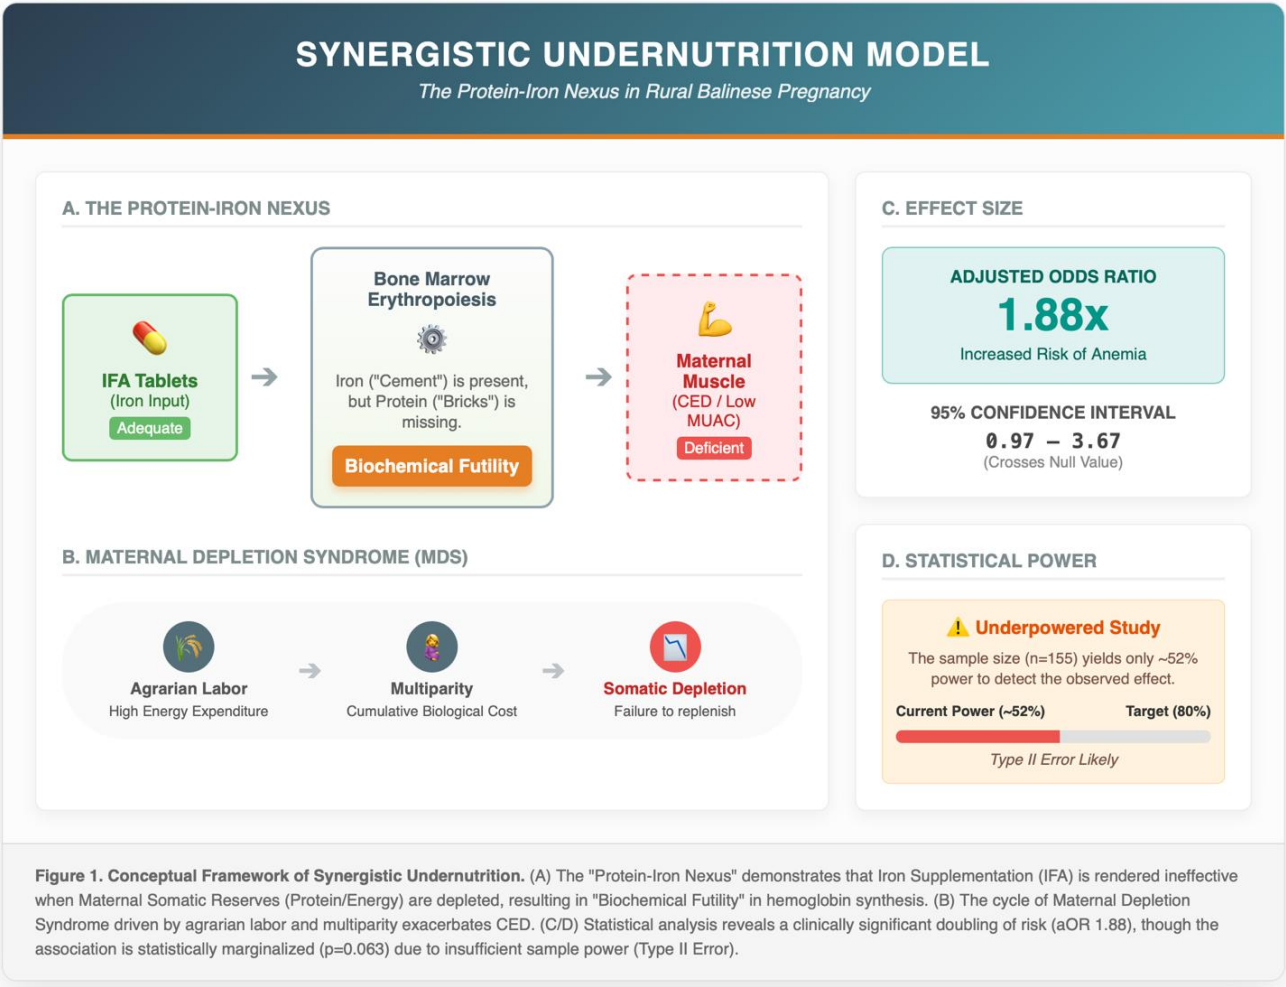 SYNERGISTIC UNDERNUTRITION MODEL
The Protein-Iron Nexus in Rural Balinese Pregnancy
A. THE PROTEIN-IRON NEXUS
IFA Tablets
(Iron Input)
Adequate
Bone Marrow
Erythropoiesis
Iron ("Cement") is present,
but Protein ("Bricks") is
missing.
Biochemical Futility
Maternal
Muscle
(CED / Low
MUAC)
Deficient
B. MATERNAL DEPLETION SYNDROME (MDS)
Agrarian Labor
High Energy Expenditure
Multiparity
Cumulative Biological Cost
Somatic Depletion
Failure to replenish
C. EFFECT SIZE
ADJUSTED ODDS RATIO
1.88x
Increased Risk of Anemia
95% CONFIDENCE INTERVAL
0.97 – 3.67
(Crosses Null Value)
D. STATISTICAL POWER
Underpowered Study
The sample size (n=155) yields only ~52%
power to detect the observed effect.
Current Power (~52%) Target (80%)
Type II Error Likely
Figure 1. Conceptual Framework of Synergistic Undernutrition. (A) The "Protein-Iron Nexus" demonstrates that Iron Supplementation (IFA) is rendered ineffective
when Maternal Somatic Reserves (Protein/Energy) are depleted, resulting in "Biochemical Futility" in hemoglobin synthesis. (B) The cycle of Maternal Depletion
Syndrome driven by agrarian labor and multiparity exacerbates CED. (C/D) Statistical analysis reveals a clinically significant doubling of risk (aOR 1.88), though the
association is statistically marginalized (p=0.063) due to insufficient sample power (Type II Error).